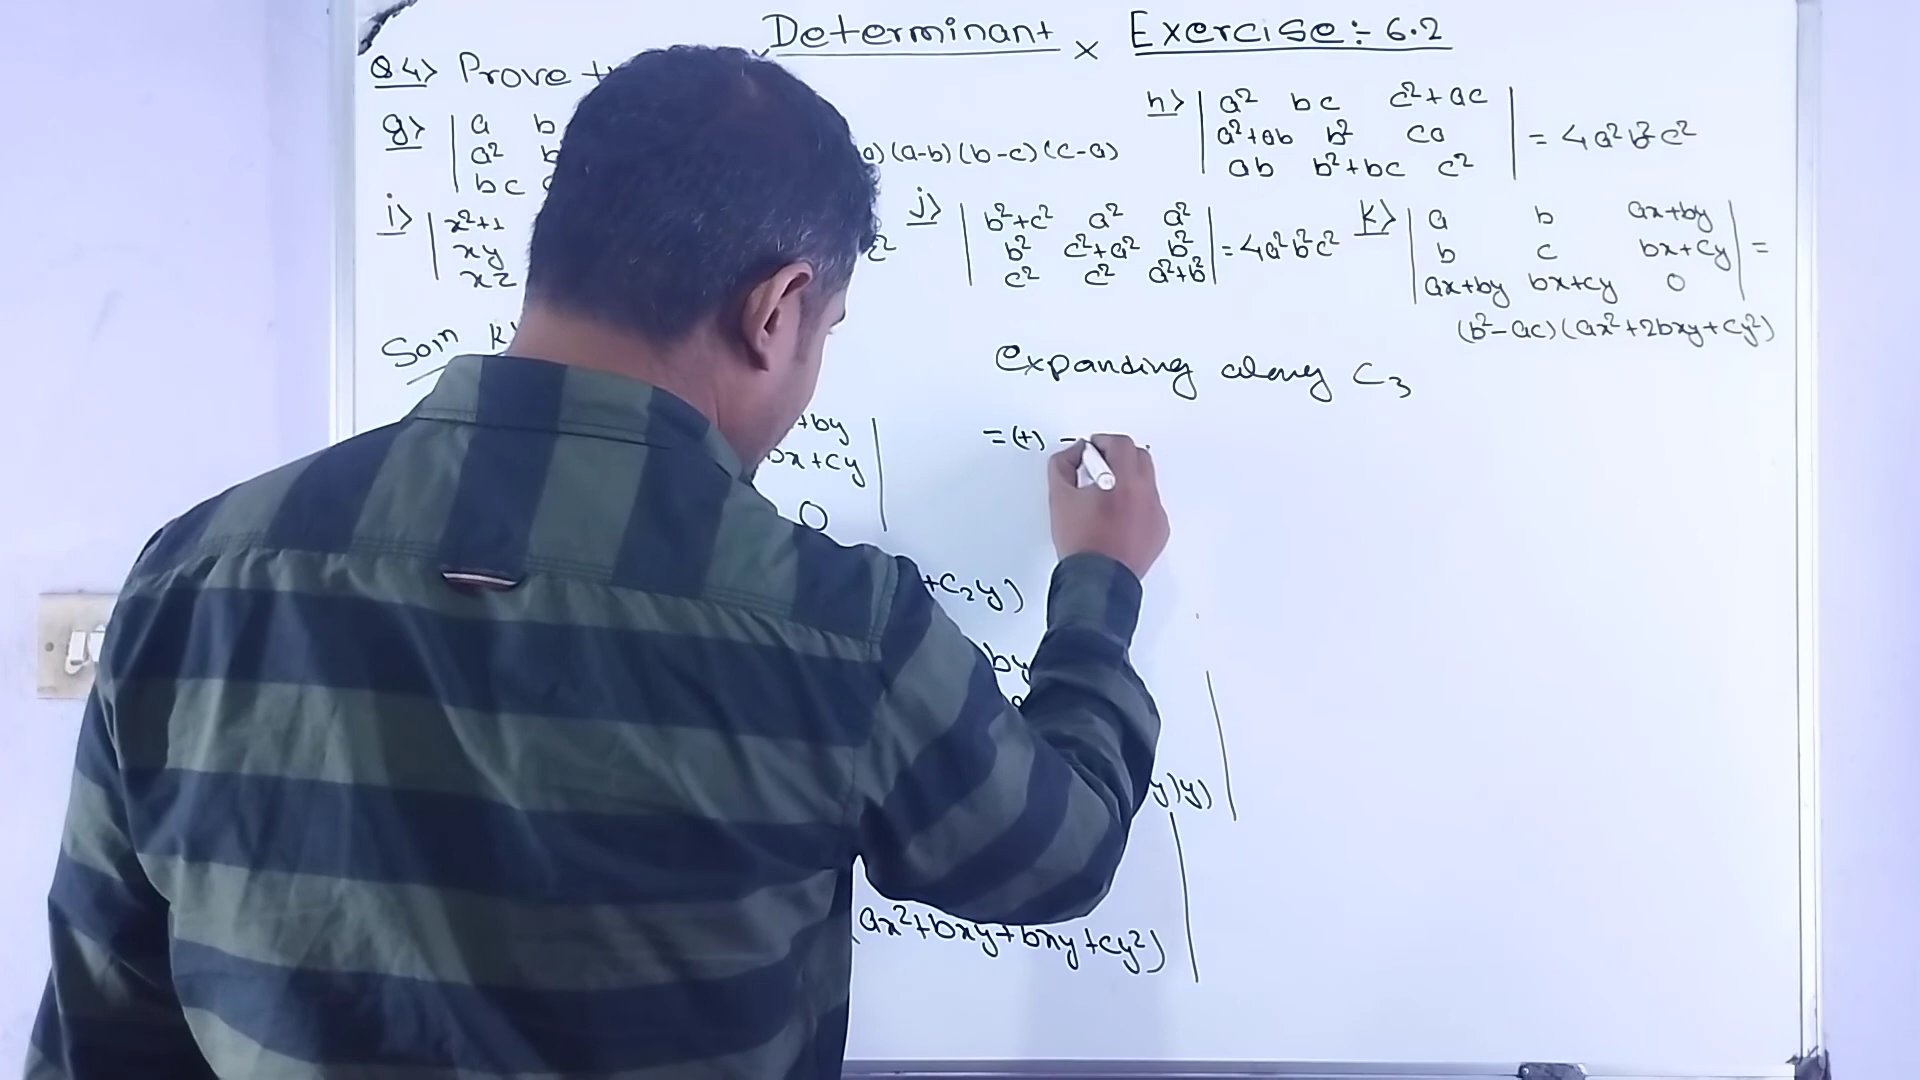 Determinant × Exercise:- 6.2
Q4> Prove
g> | a b
a² b
bc
a)(a-b)(b-c)(c-a)
h> | a² bc c²+ac |
a²+ab b² ca = 4a²b²c²
ab b²+bc c²
i> | x²+1
xy
xz
j> | b²+c² a² a² |
b² c²+a² b² = 4a²b²c²
c² c² a²+b²
k> | a b ax+by |
b c bx+cy =
ax+by bx+cy 0
(b²-ac)(ax²+2bxy+cy²)
Soln k
+by
bx+cy
0
+C₂y)
by
y)y)
(ax²+bxy+bxy+cy²)
expanding along C₃
= (+) -